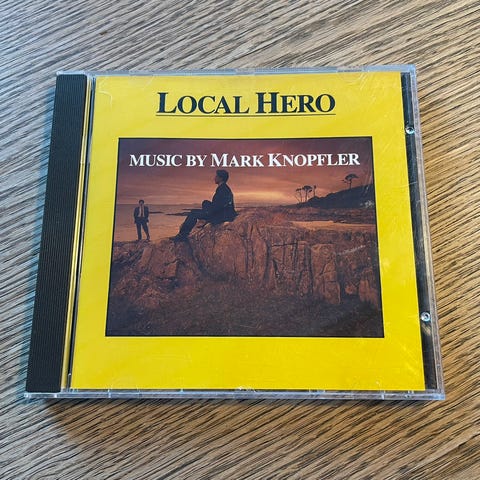 LOCAL HERO
MUSIC BY MARK KNOPFLER